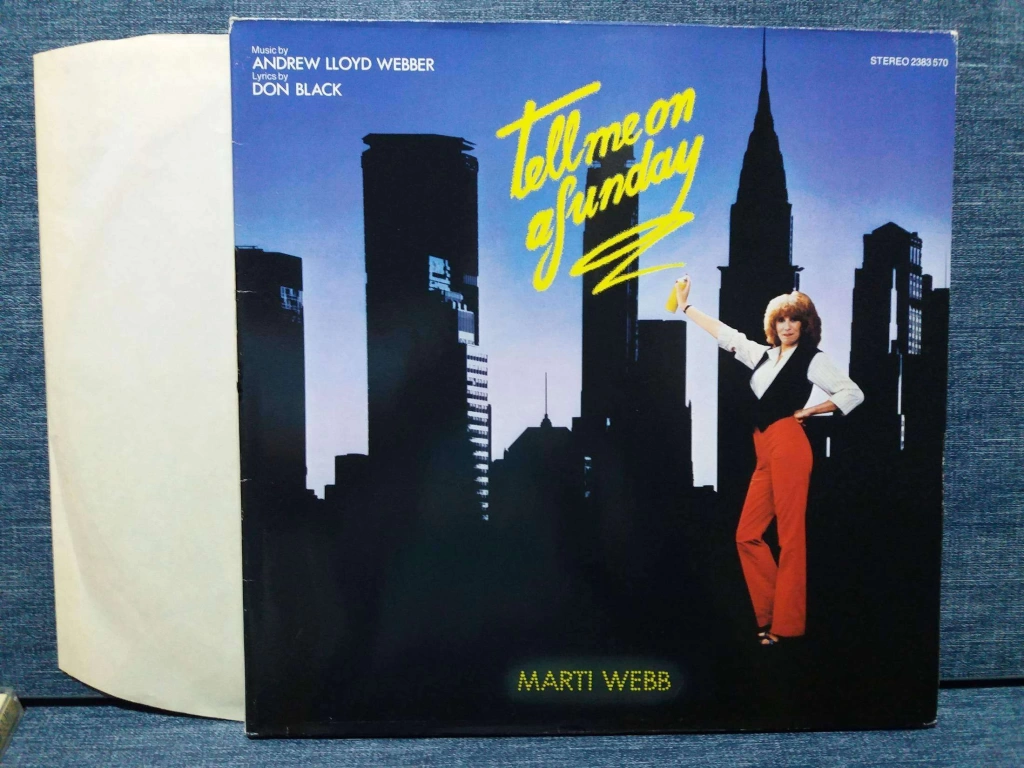 Music by
ANDREW LLOYD WEBBER
Lyrics by
DON BLACK
STEREO 2383 570
tell me on
a Sunday
MARTI WEBB